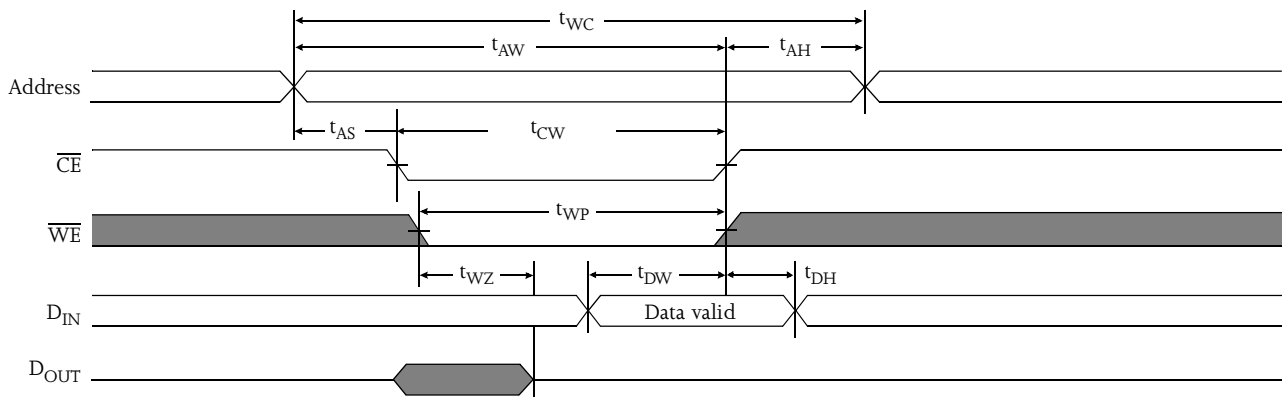 tWC
tAW tAH
Address
tAS tCW
CE
tWP
WE
tWZ tDW tDH
DIN Data valid
DOUT